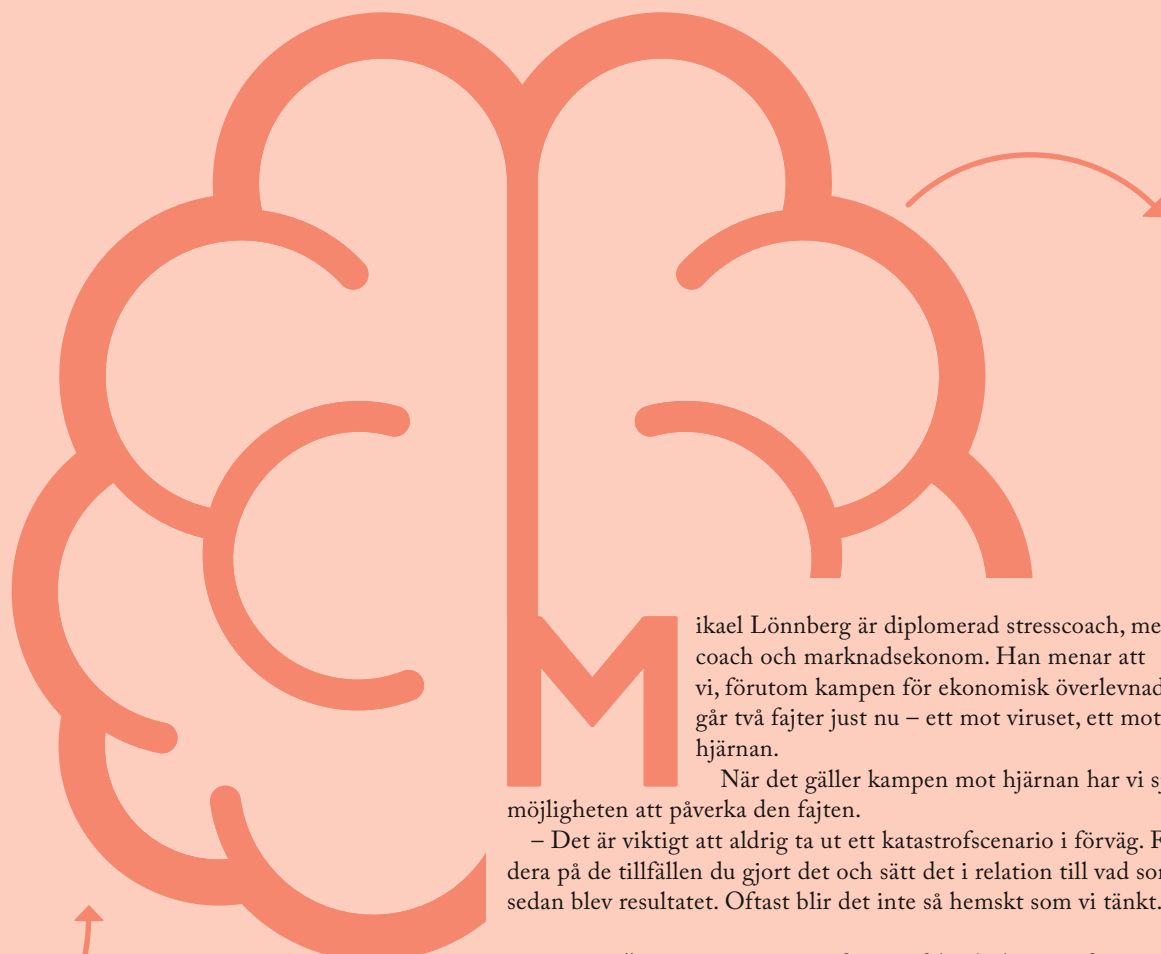 Mikael Lönnberg är diplomerad stresscoach, me
coach och marknadsekonom. Han menar att
vi, förutom kampen för ekonomisk överlevnad
går två fajter just nu – ett mot viruset, ett mot
hjärnan.
När det gäller kampen mot hjärnan har vi sj
möjligheten att påverka den fajten.
– Det är viktigt att aldrig ta ut ett katastrofscenario i förväg. F
dera på de tillfällen du gjort det och sätt det i relation till vad som
sedan blev resultatet. Oftast blir det inte så hemskt som vi tänkt.